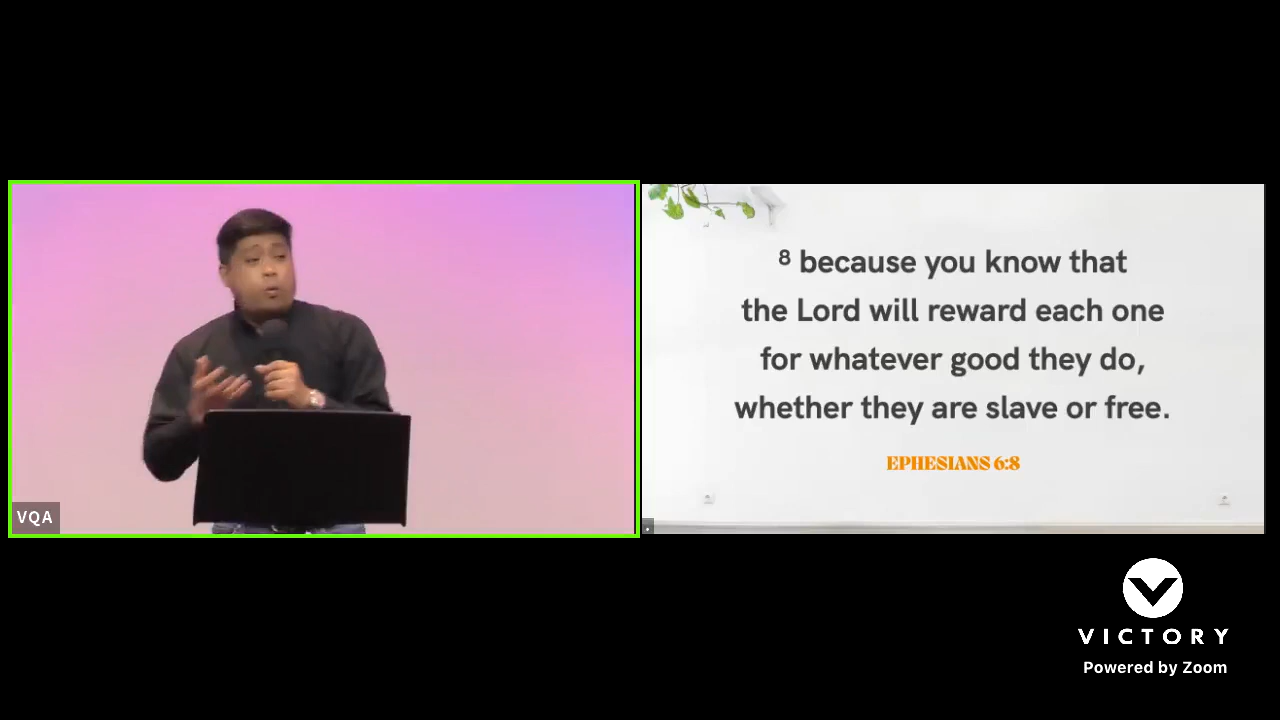 VQA
8 because you know that
the Lord will reward each one
for whatever good they do,
whether they are slave or free.
EPHESIANS 6:8
VICTORY
Powered by Zoom